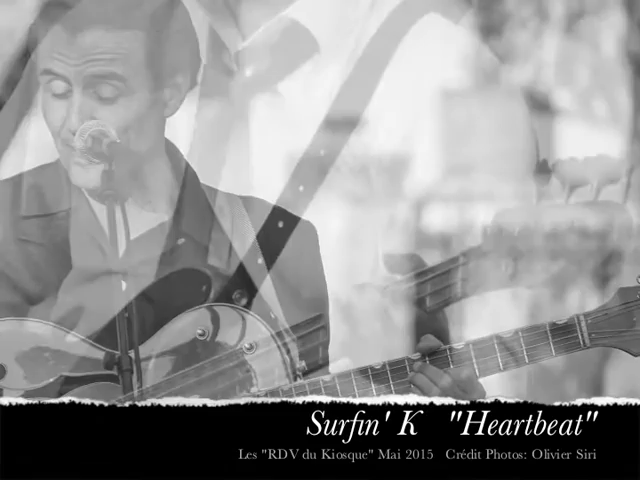 Surfin' K "Heartbeat"
Les "RDV du Kiosque" Mai 2015 Crédit Photos: Olivier Siri